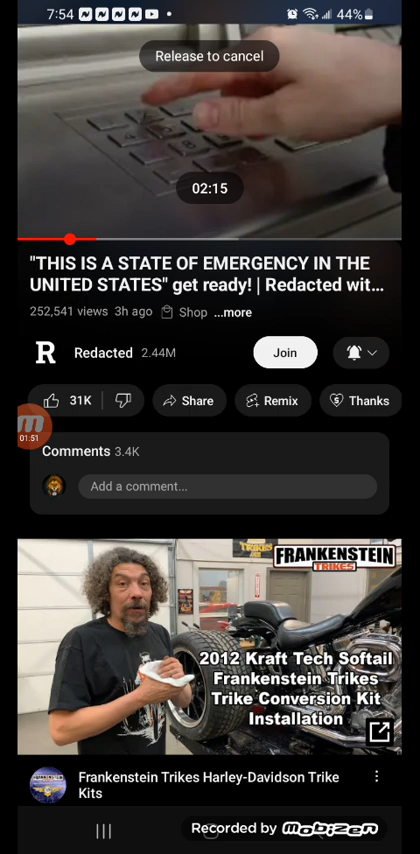 7:54
44%
Release to cancel
02:15
"THIS IS A STATE OF EMERGENCY IN THE
UNITED STATES" get ready! | Redacted wit...
252,541 views 3h ago Shop ...more
R Redacted 2.44M Join
31K Share Remix Thanks
01:51
Comments 3.4K
Add a comment...
TRIKES
FRANKENSTEIN
TRIKES
2012 Kraft Tech Softail
Frankenstein Trikes
Trike Conversion Kit
Installation
Frankenstein Trikes Harley-Davidson Trike
Kits
Recorded by mobizen